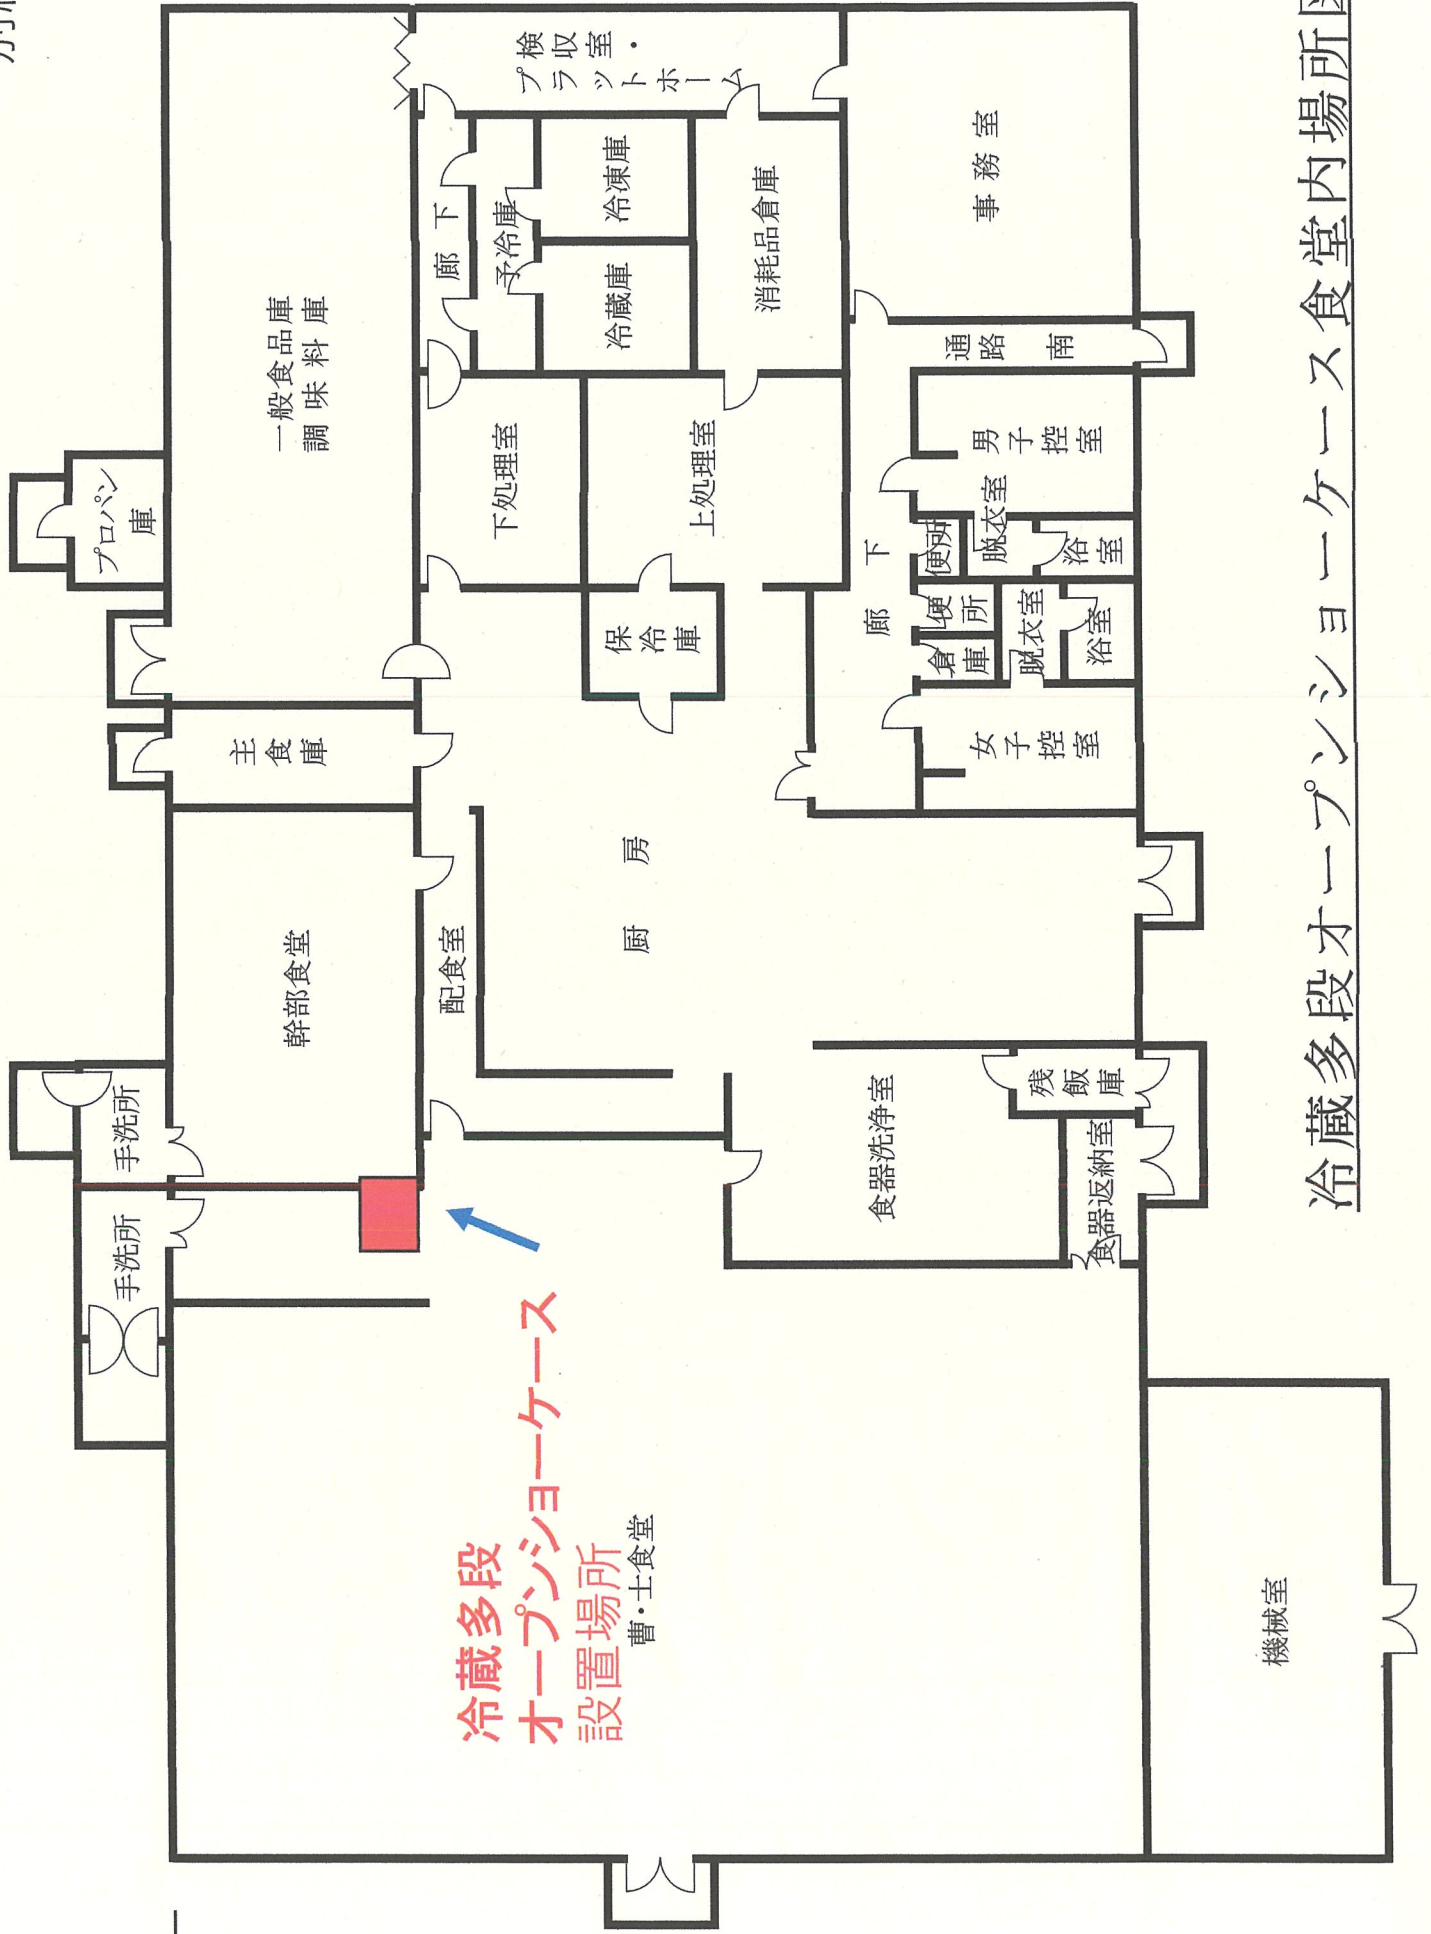 プロパン
庫
手洗所
手洗所
一般食品庫
調味料庫
主食庫
幹部食堂
検収室・
プラットホーム
廊下
予冷庫
冷凍庫
冷蔵庫
消耗品倉庫
下処理室
上処理室
保冷庫
配食室
厨房
事務室
通路
南
廊下
男子
控室
便所
脱衣室
浴室
便所
倉庫
脱衣室
浴室
女子
控室
食器洗浄室
残飯庫
食器返納室
冷蔵多段
オープンショーケース
設置場所
曹・士食堂
機械室
冷蔵多段オープンショーケース食堂内場所